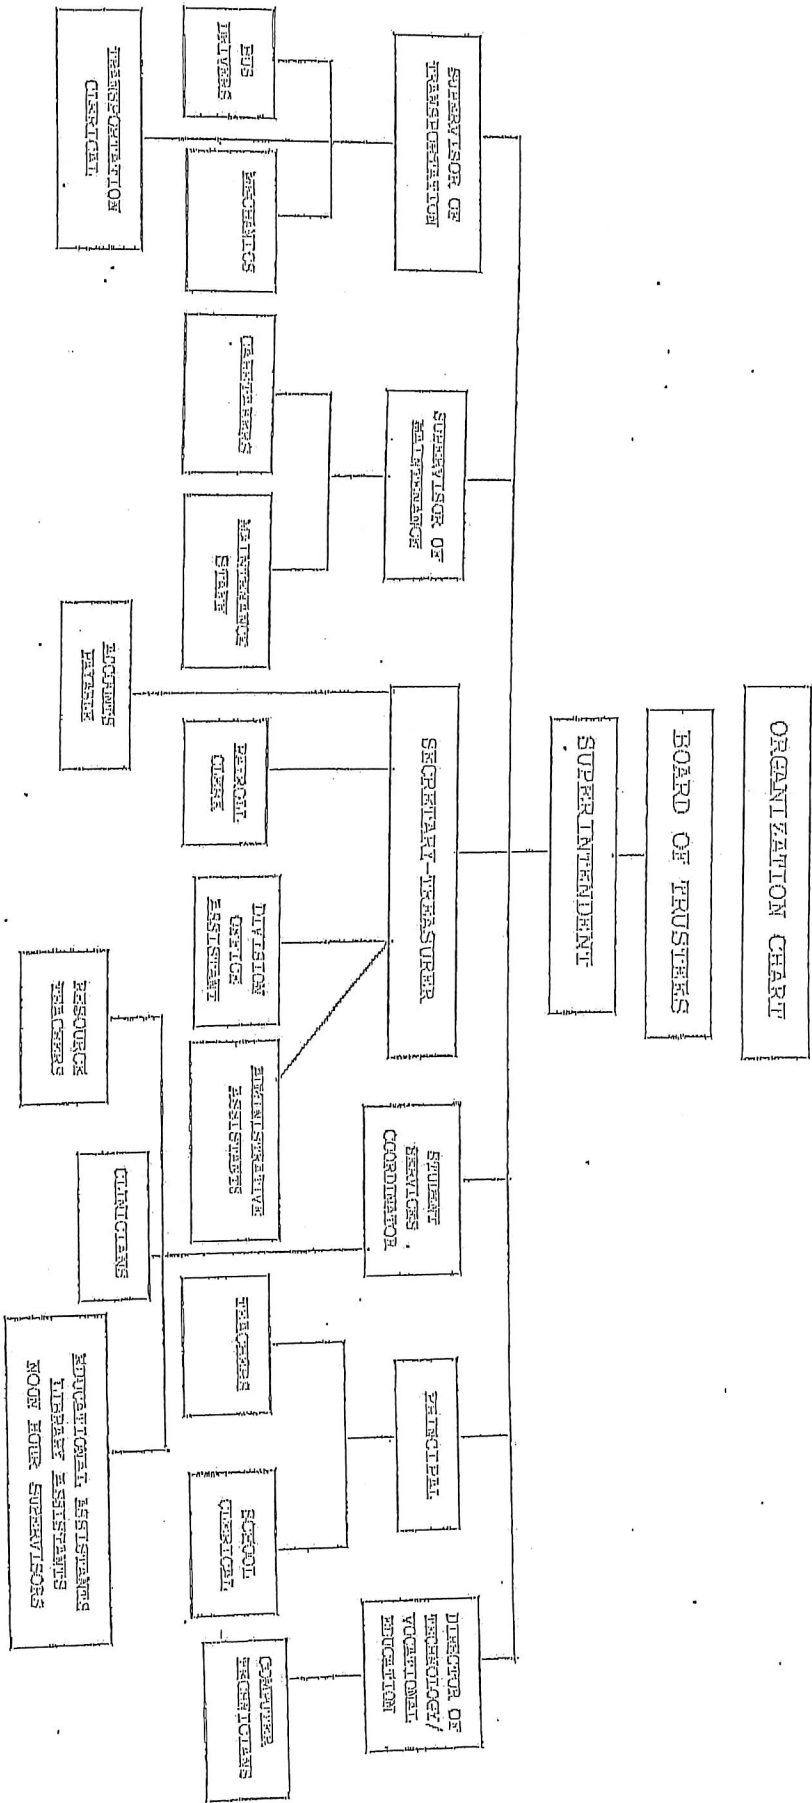 ORGANIZATION CHART
BOARD OF TRUSTEES
SUPERINTENDENT
SUPERVISOR OF
TRANSPORTATION
SUPERVISOR OF
MAINTENANCE
SECRETARY-TREASURER
STUDENT
SERVICES
COORDINATOR
PRINCIPAL
DIRECTOR OF
TECHNOLOGY/
VOCATIONAL
EDUCATION
BUS
DRIVERS
MECHANICS
CARETAKERS
MAINTENANCE
STAFF
PAYROLL
CLERK
DIVISION
OFFICE
ASSISTANT
ADMINISTRATIVE
ASSISTANTS
TEACHERS
SCHOOL
CLERICAL
COMPUTER
TECHNICIANS
TRANSPORTATION
CLERICAL
ACCOUNTS
PAYABLE
RESOURCE
TEACHERS
CLINICIANS
EDUCATIONAL ASSISTANTS
LIBRARY ASSISTANTS
NOON HOUR SUPERVISORS